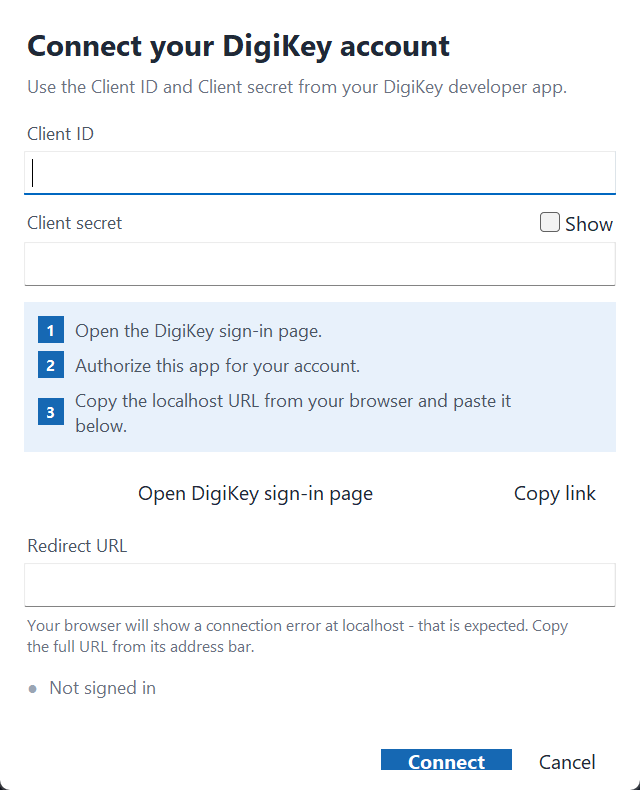 Connect your DigiKey account
Use the Client ID and Client secret from your DigiKey developer app.
Client ID
Client secret
Show
1 Open the DigiKey sign-in page.
2 Authorize this app for your account.
3 Copy the localhost URL from your browser and paste it
below.
Open DigiKey sign-in page
Copy link
Redirect URL
Your browser will show a connection error at localhost - that is expected. Copy
the full URL from its address bar.
Not signed in
Connect
Cancel